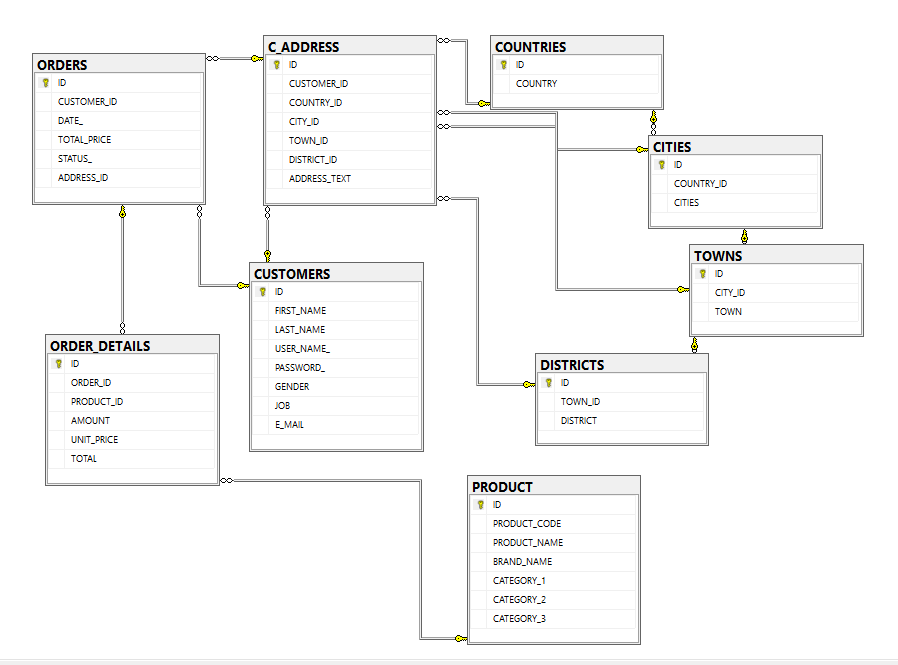 ORDERS
ID
CUSTOMER_ID
DATE_
TOTAL_PRICE
STATUS_
ADDRESS_ID
C_ADDRESS
ID
CUSTOMER_ID
COUNTRY_ID
CITY_ID
TOWN_ID
DISTRICT_ID
ADDRESS_TEXT
COUNTRIES
ID
COUNTRY
CITIES
ID
COUNTRY_ID
CITIES
TOWNS
ID
CITY_ID
TOWN
CUSTOMERS
ID
FIRST_NAME
LAST_NAME
USER_NAME_
PASSWORD_
GENDER
JOB
E_MAIL
ORDER_DETAILS
ID
ORDER_ID
PRODUCT_ID
AMOUNT
UNIT_PRICE
TOTAL
DISTRICTS
ID
TOWN_ID
DISTRICT
PRODUCT
ID
PRODUCT_CODE
PRODUCT_NAME
BRAND_NAME
CATEGORY_1
CATEGORY_2
CATEGORY_3